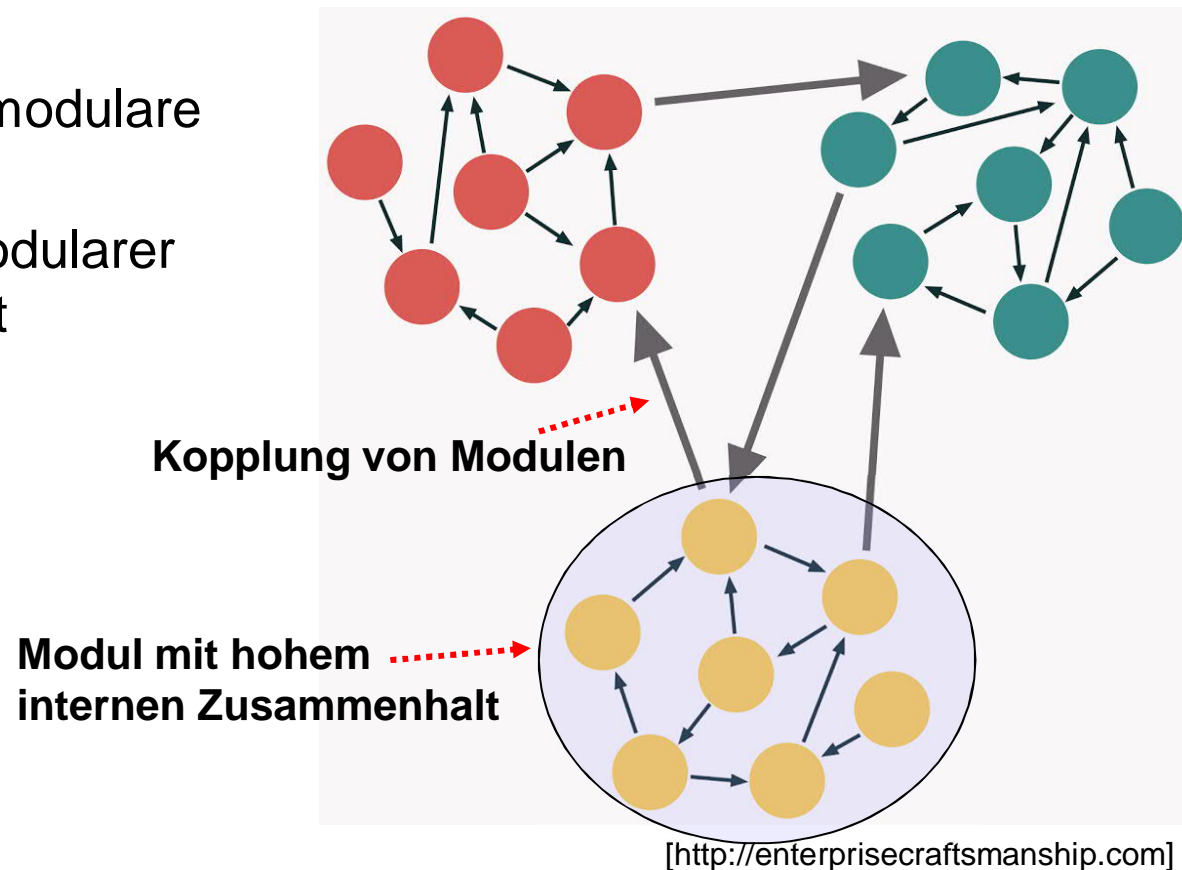 modulare
odularer
t
Kopplung von Modulen
Modul mit hohem
internen Zusammenhalt
[http://enterprisecraftsmanship.com]